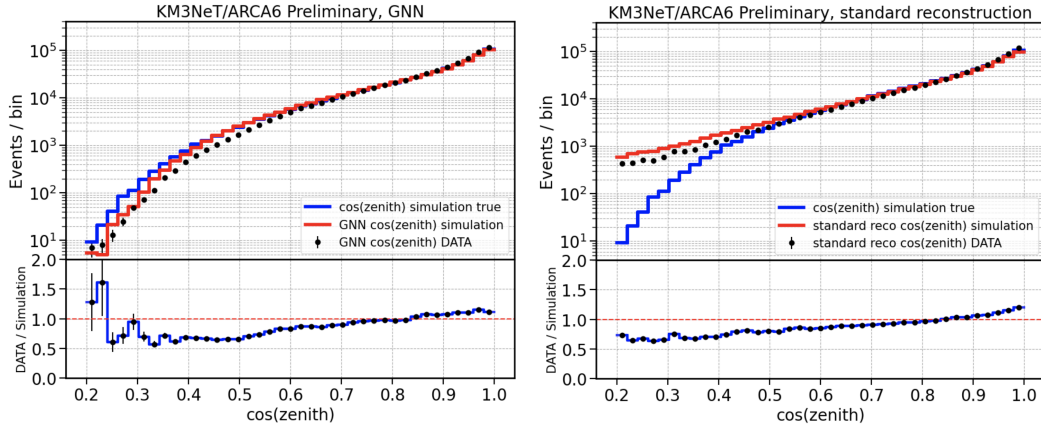 KM3NeT/ARCA6 Preliminary, GNN
Events / bin
10⁵
10⁴
10³
10²
10¹
cos(zenith) simulation true
GNN cos(zenith) simulation
GNN cos(zenith) DATA
DATA / Simulation
2.0
1.5
1.0
0.5
0.0
0.2 0.3 0.4 0.5 0.6 0.7 0.8 0.9 1.0
cos(zenith)
KM3NeT/ARCA6 Preliminary, standard reconstruction
Events / bin
10⁵
10⁴
10³
10²
10¹
cos(zenith) simulation true
standard reco cos(zenith) simulation
standard reco cos(zenith) DATA
DATA / Simulation
2.0
1.5
1.0
0.5
0.0
0.2 0.3 0.4 0.5 0.6 0.7 0.8 0.9 1.0
cos(zenith)